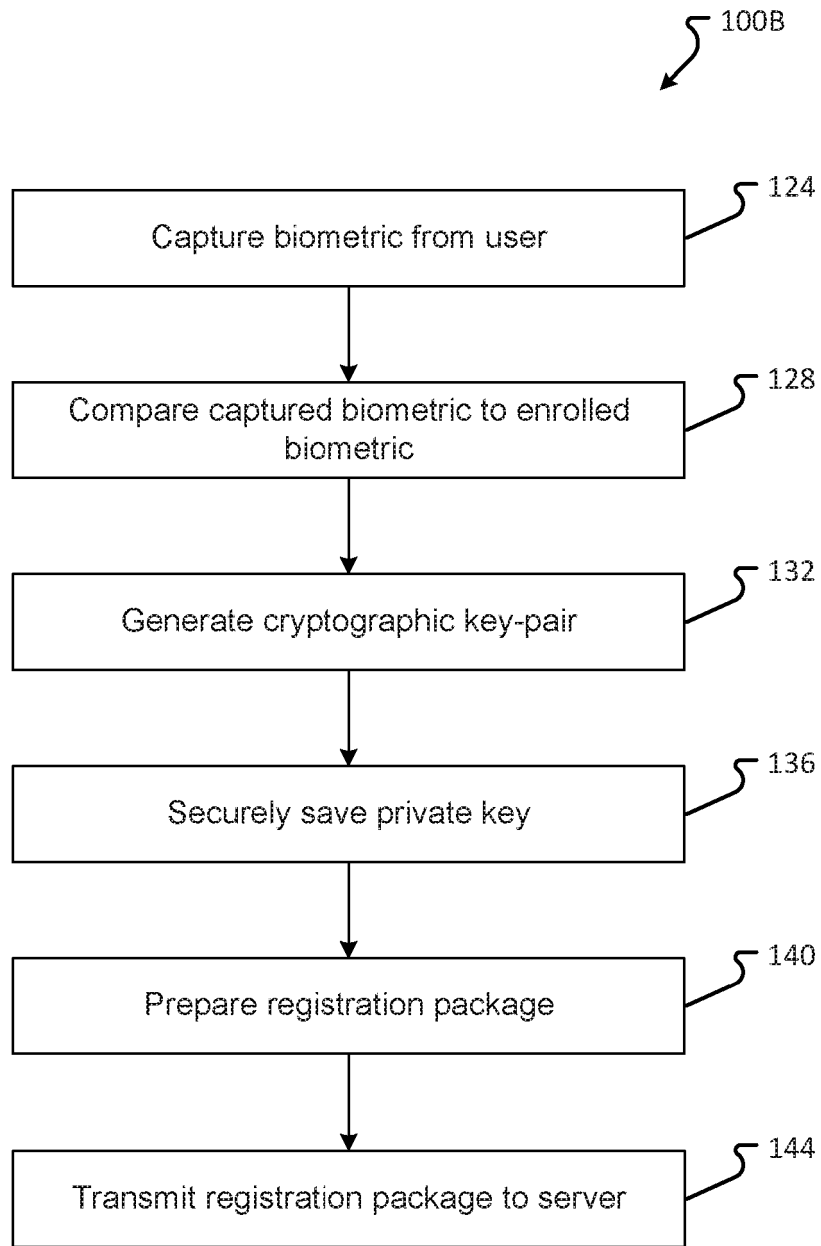 100B
124
Capture biometric from user
128
Compare captured biometric to enrolled
biometric
132
Generate cryptographic key-pair
136
Securely save private key
140
Prepare registration package
144
Transmit registration package to server